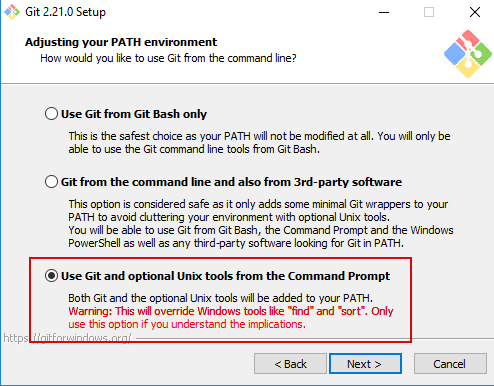 Git 2.21.0 Setup
Adjusting your PATH environment
How would you like to use Git from the command line?
Use Git from Git Bash only
This is the safest choice as your PATH will not be modified at all. You will only be
able to use the Git command line tools from Git Bash.
Git from the command line and also from 3rd-party software
This option is considered safe as it only adds some minimal Git wrappers to your
PATH to avoid cluttering your environment with optional Unix tools.
You will be able to use Git from Git Bash, the Command Prompt and the Windows
PowerShell as well as any third-party software looking for Git in PATH.
Use Git and optional Unix tools from the Command Prompt
Both Git and the optional Unix tools will be added to your PATH.
Warning: This will override Windows tools like "find" and "sort". Only
use this option if you understand the implications.
https://gitforwindows.org/
< Back
Next >
Cancel